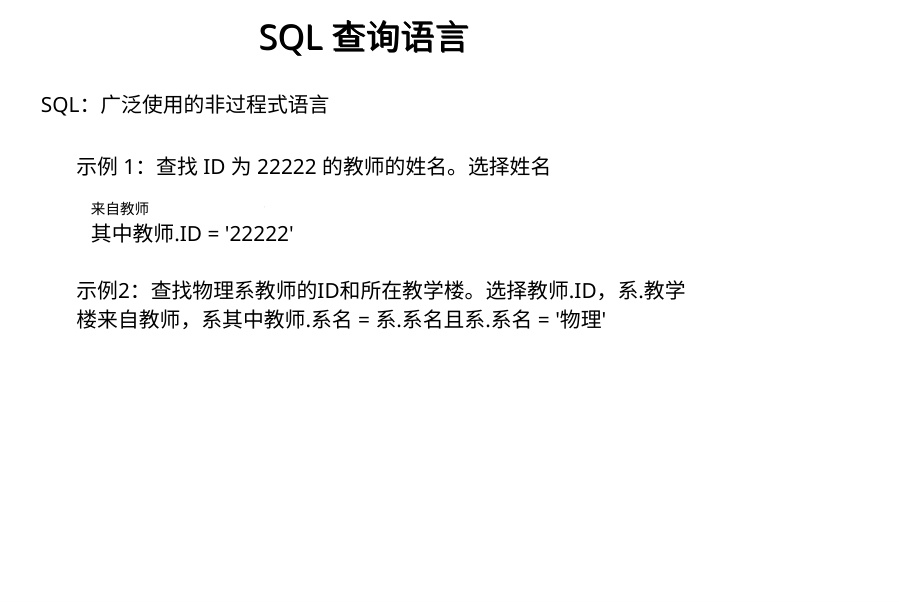 SQL 查询语言
SQL：广泛使用的非过程式语言
示例 1：查找 ID 为 22222 的教师的姓名。选择姓名
来自教师
其中教师.ID = '22222'
示例2：查找物理系教师的ID和所在教学楼。选择教师.ID，系.教学
楼来自教师，系其中教师.系名 = 系.系名且系.系名 = '物理'